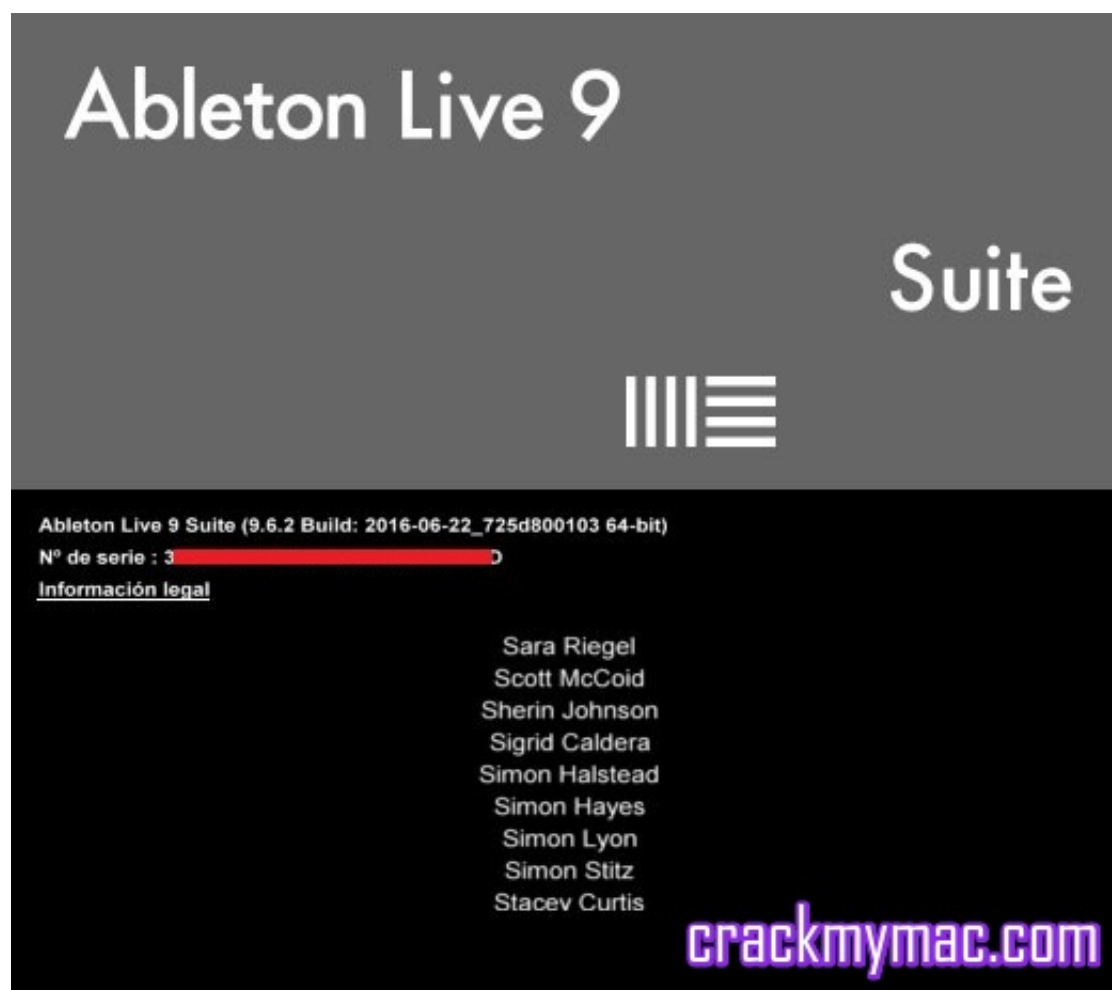 Ableton Live 9
Suite
Ableton Live 9 Suite (9.6.2 Build: 2016-06-22_725d800103 64-bit)
Nº de serie : 3
Información legal
Sara Riegel
Scott McCoid
Sherin Johnson
Sigrid Caldera
Simon Halstead
Simon Hayes
Simon Lyon
Simon Stitz
Stacey Curtis
crackmymac.com